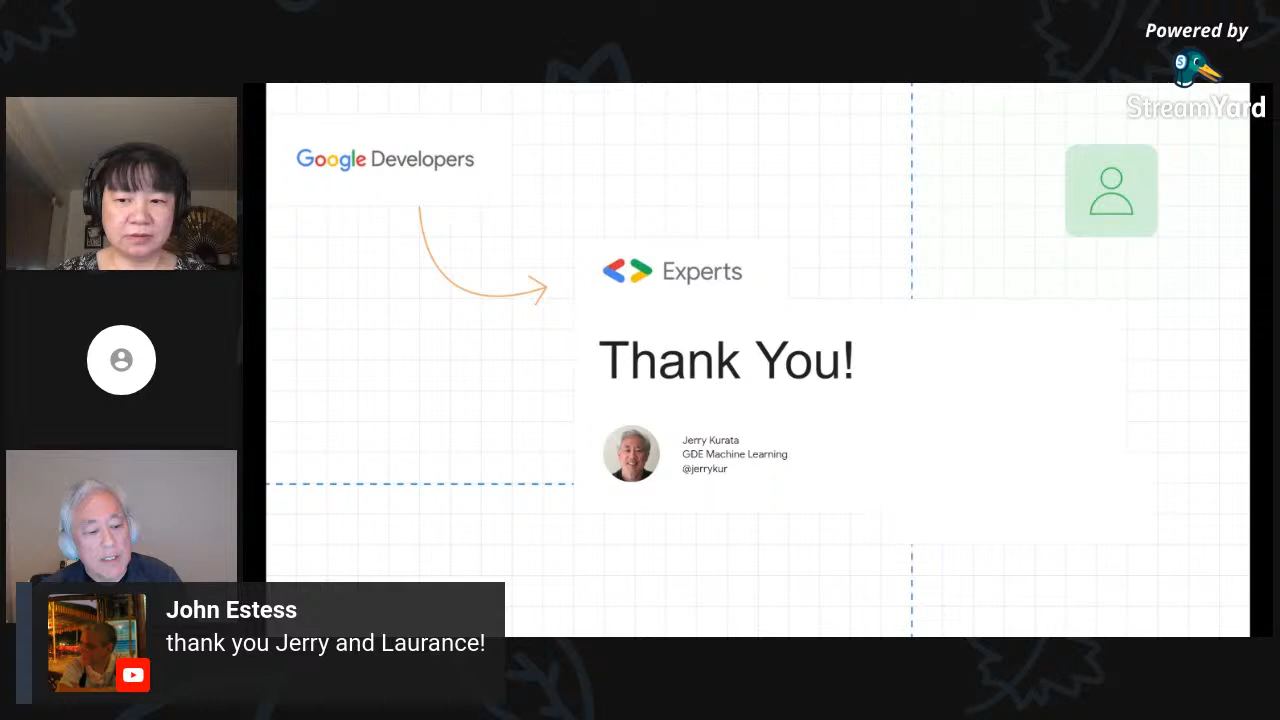 Powered by
StreamYard
Google Developers
Experts
Thank You!
Jerry Kurata
GDE Machine Learning
@jerrykur
John Estess
thank you Jerry and Laurance!